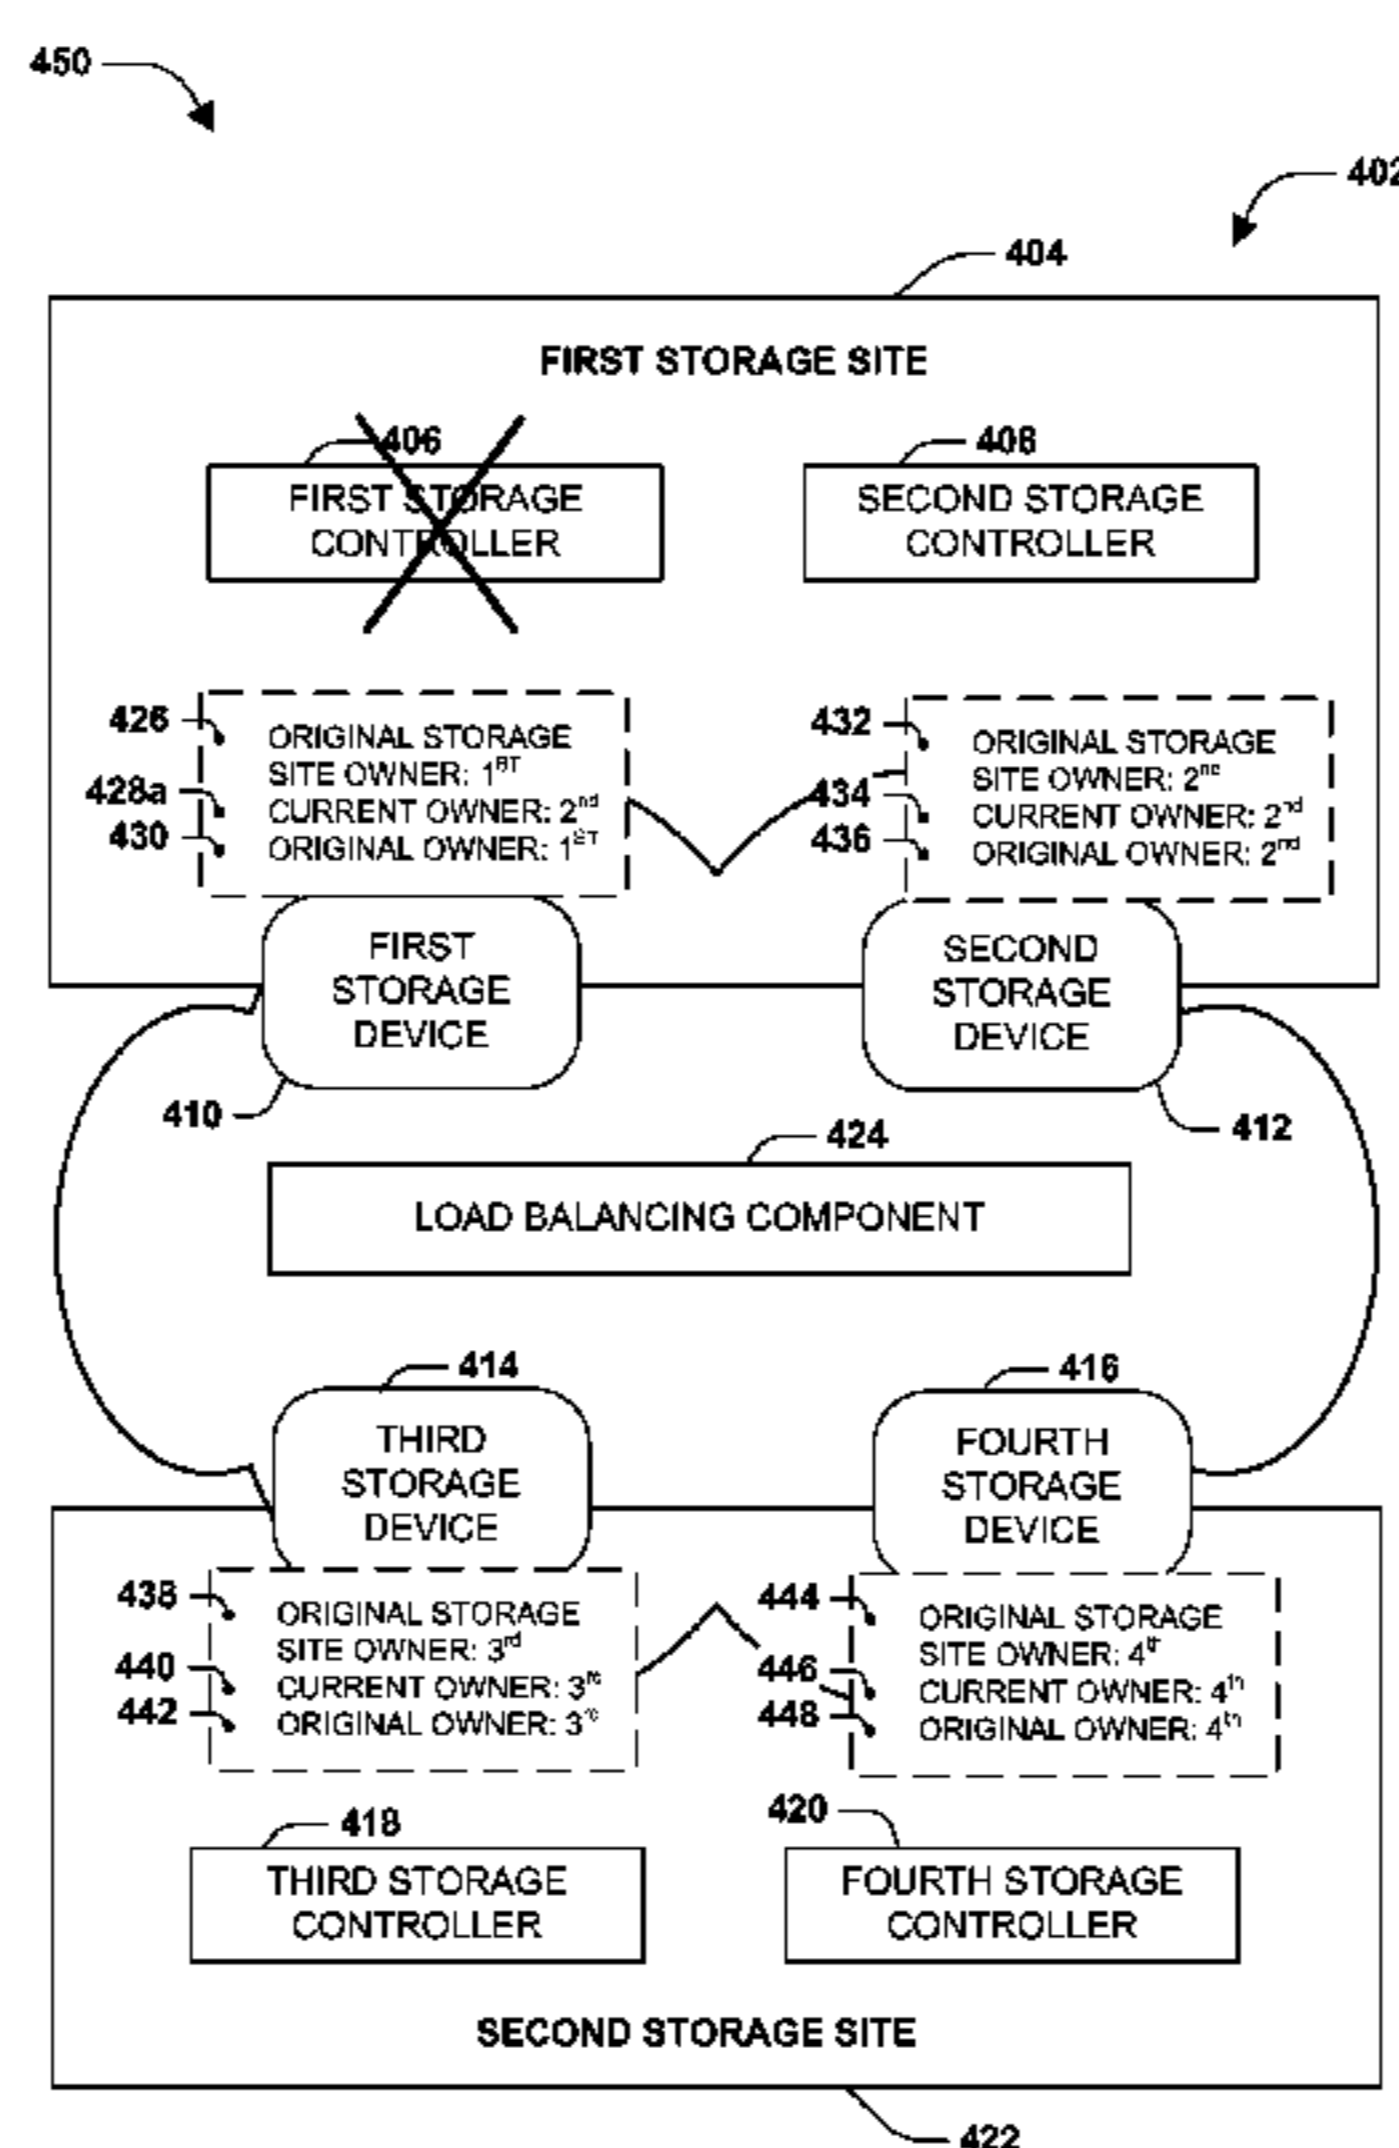 450
402
404
FIRST STORAGE SITE
406
408
FIRST STORAGE
CONTROLLER
SECOND STORAGE
CONTROLLER
426
ORIGINAL STORAGE
SITE OWNER: 1ST
428a
CURRENT OWNER: 2nd
430
ORIGINAL OWNER: 1ST
432
ORIGINAL STORAGE
SITE OWNER: 2nd
434
CURRENT OWNER: 2nd
436
ORIGINAL OWNER: 2nd
FIRST
STORAGE
DEVICE
SECOND
STORAGE
DEVICE
410
412
424
LOAD BALANCING COMPONENT
414
416
THIRD
STORAGE
DEVICE
FOURTH
STORAGE
DEVICE
438
ORIGINAL STORAGE
SITE OWNER: 3rd
440
CURRENT OWNER: 3rd
442
ORIGINAL OWNER: 3rd
444
ORIGINAL STORAGE
SITE OWNER: 4th
446
CURRENT OWNER: 4th
448
ORIGINAL OWNER: 4th
418
420
THIRD STORAGE
CONTROLLER
FOURTH STORAGE
CONTROLLER
SECOND STORAGE SITE
422